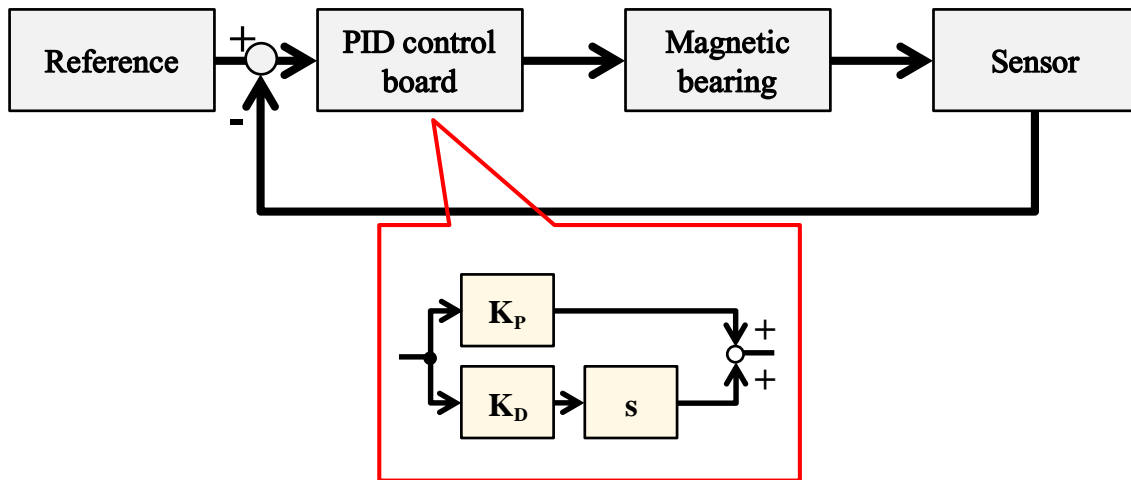 Reference
+
-
PID control
board
Magnetic
bearing
Sensor
K_P
+
K_D
s
+